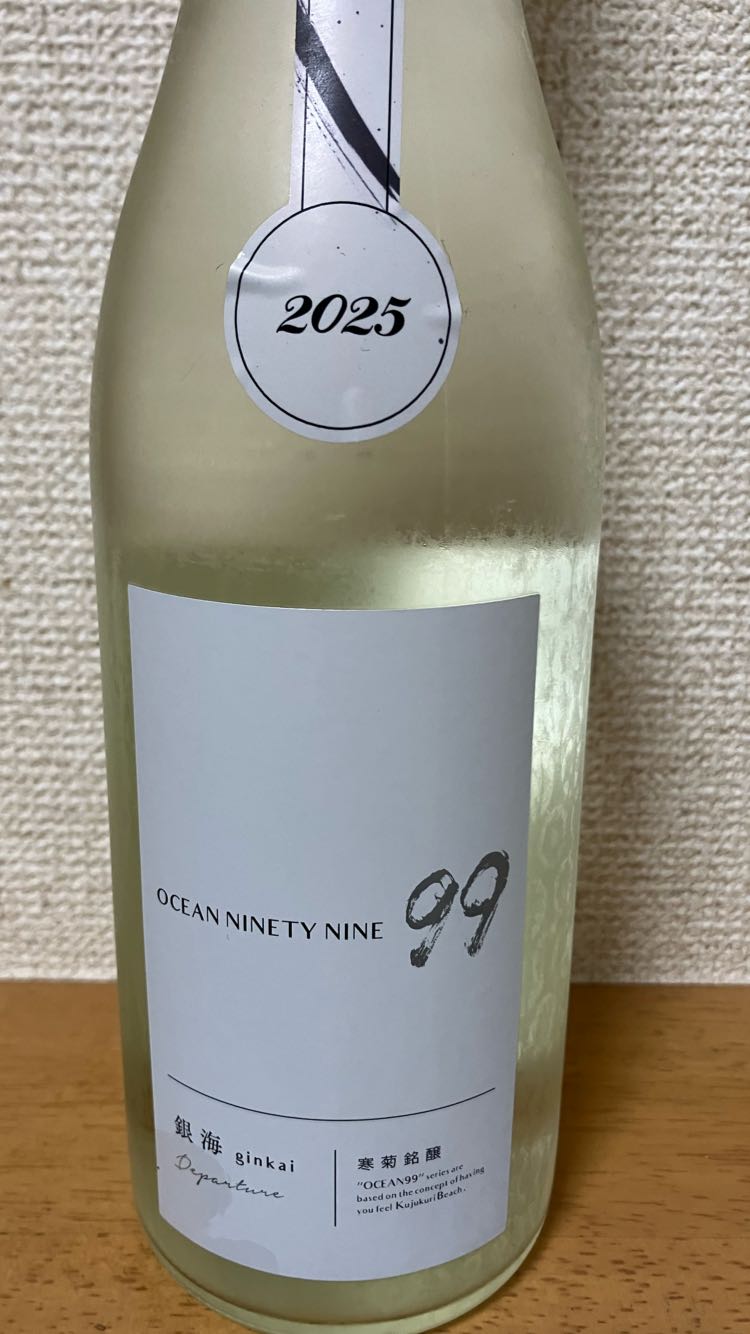 2025
OCEAN NINETY NINE 99
銀海 ginkai
Departure
寒菊銘醸
"OCEAN99" series are
based on the concept of having
you feel Kujukuri Beach.